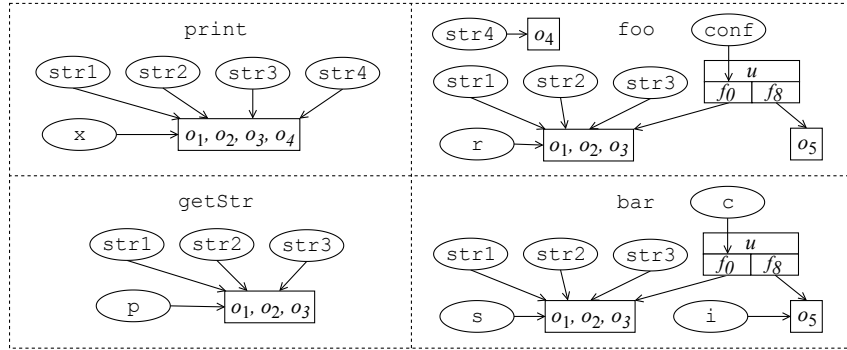 print
str1 str2 str3 str4
x
o1, o2, o3, o4
foo
str4 o4 conf
str1 str2 str3
u
f0 f8
r
o1, o2, o3
o5
getStr
str1 str2 str3
p
o1, o2, o3
bar
c
str1 str2 str3
u
f0 f8
s
o1, o2, o3
i
o5